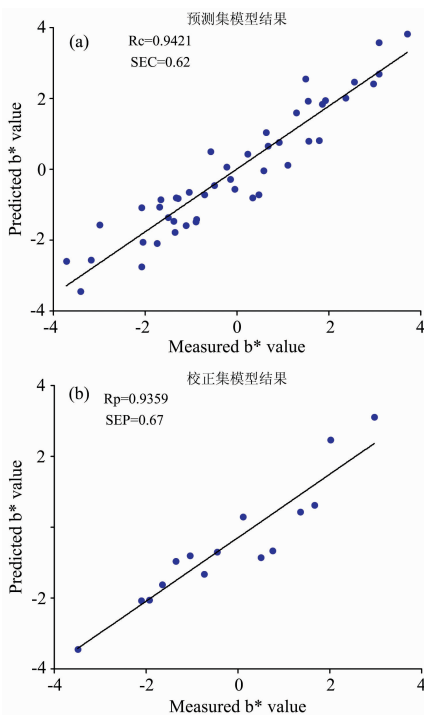 预测集模型结果
(a)
Rc=0.9421
SEC=0.62
4
2
0
-2
-4
Predicted b* value
-4 -2 0 2 4
Measured b* value
校正集模型结果
(b)
Rp=0.9359
SEP=0.67
4
2
-2
-4
Predicted b* value
-4 -2 0 2 4
Measured b* value